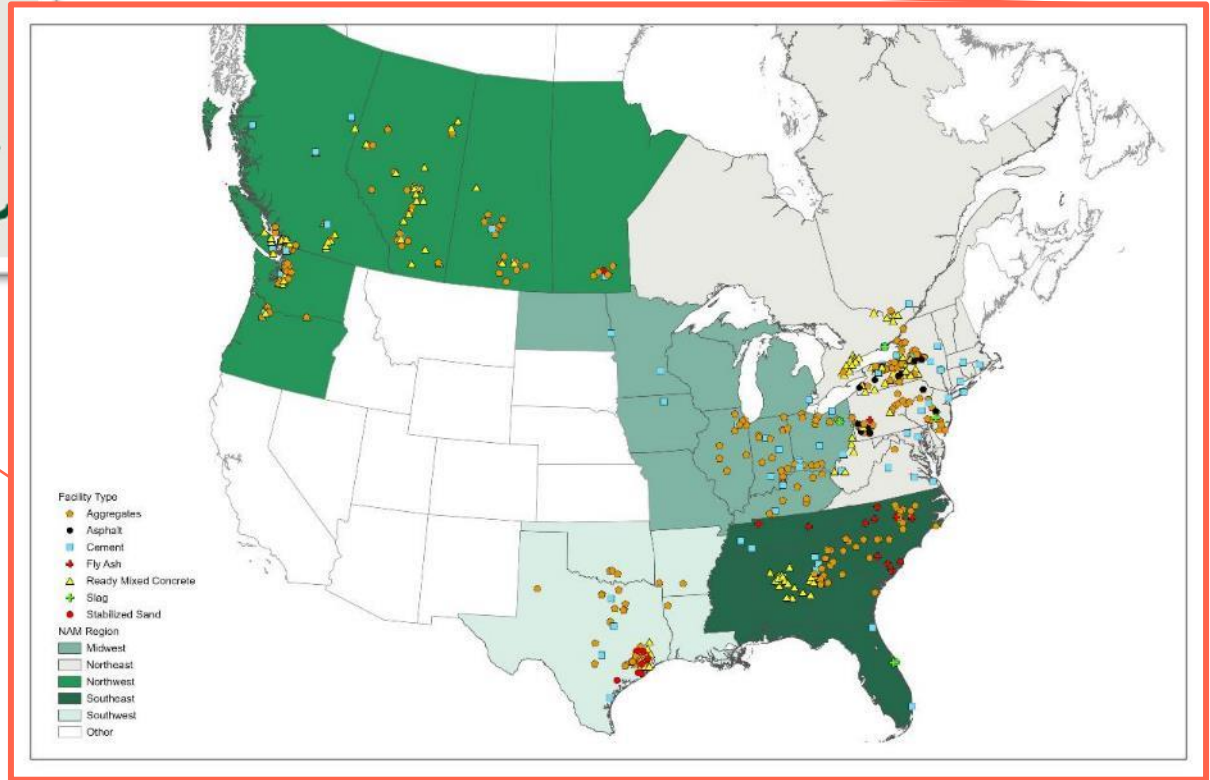 Facility Type
Aggregates
Asphalt
Cement
Fly Ash
Ready Mixed Concrete
Slag
Stabilized Sand
NAM Region
Midwest
Northeast
Northwest
Southeast
Southwest
Other